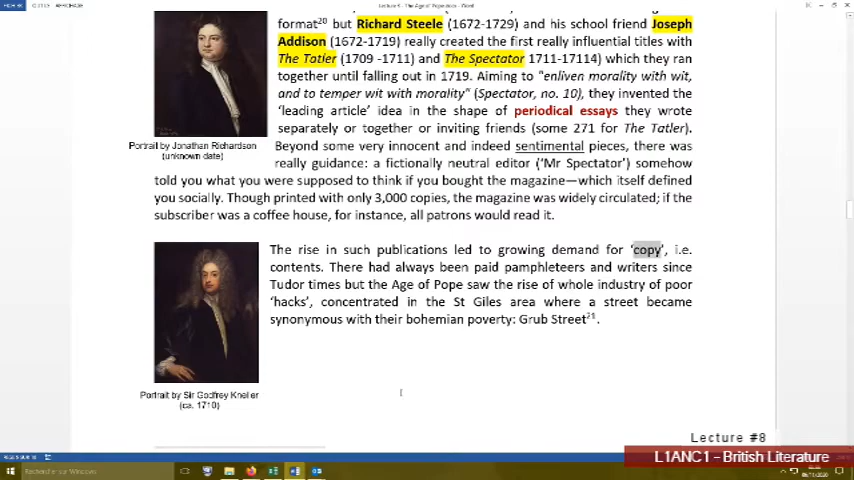 Lecture 4 - The Age of Pope.docx - Word
format20 but Richard Steele (1672-1729) and his school friend Joseph
Addison (1672-1719) really created the first really influential titles with
The Tatler (1709 -1711) and The Spectator 1711-17114) which they ran
together until falling out in 1719. Aiming to "enliven morality with wit,
and to temper wit with morality" (Spectator, no. 10), they invented the
'leading article' idea in the shape of periodical essays they wrote
separately or together or inviting friends (some 271 for The Tatler).
Portrait by Jonathan Richardson
(unknown date)
Beyond some very innocent and indeed sentimental pieces, there was
really guidance: a fictionally neutral editor ('Mr Spectator') somehow
told you what you were supposed to think if you bought the magazine—which itself defined
you socially. Though printed with only 3,000 copies, the magazine was widely circulated; if the
subscriber was a coffee house, for instance, all patrons would read it.
The rise in such publications led to growing demand for 'copy', i.e.
contents. There had always been paid pamphleteers and writers since
Tudor times but the Age of Pope saw the rise of whole industry of poor
'hacks', concentrated in the St Giles area where a street became
synonymous with their bohemian poverty: Grub Street21.
Portrait by Sir Godfrey Kneller
(ca. 1710)
Lecture #8
L1ANC1 - British Literature